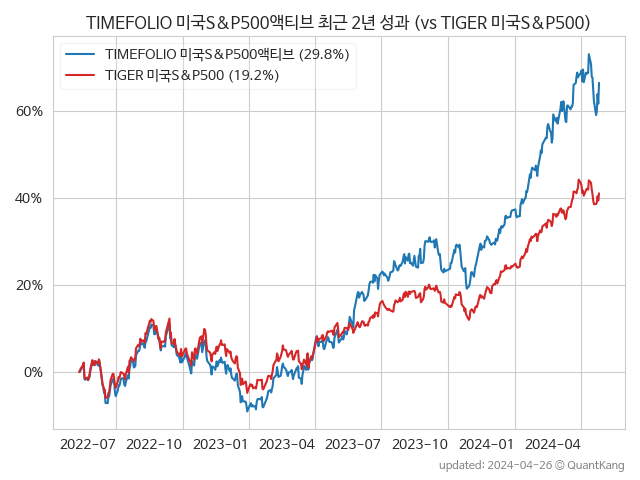 TIMEFOLIO 미국S&P500액티브 최근 2년 성과 (vs TIGER 미국S&P500)
TIMEFOLIO 미국S&P500액티브 (29.8%)
TIGER 미국S&P500 (19.2%)
60%
40%
20%
0%
2022-07 2022-10 2023-01 2023-04 2023-07 2023-10 2024-01 2024-04
updated: 2024-04-26 © QuantKang